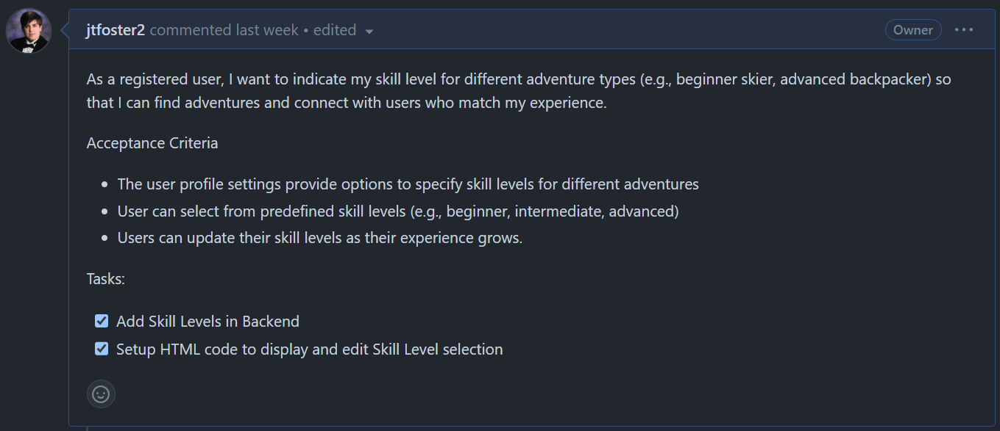 jtfoster2 commented last week • edited
Owner
As a registered user, I want to indicate my skill level for different adventure types (e.g., beginner skier, advanced backpacker) so
that I can find adventures and connect with users who match my experience.
Acceptance Criteria
• The user profile settings provide options to specify skill levels for different adventures
• User can select from predefined skill levels (e.g., beginner, intermediate, advanced)
• Users can update their skill levels as their experience grows.
Tasks:
Add Skill Levels in Backend
Setup HTML code to display and edit Skill Level selection